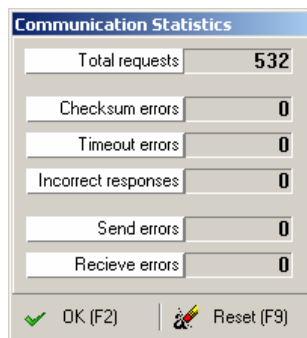 Communication Statistics
Total requests 532
Checksum errors 0
Timeout errors 0
Incorrect responses 0
Send errors 0
Recieve errors 0
OK (F2) Reset (F9)